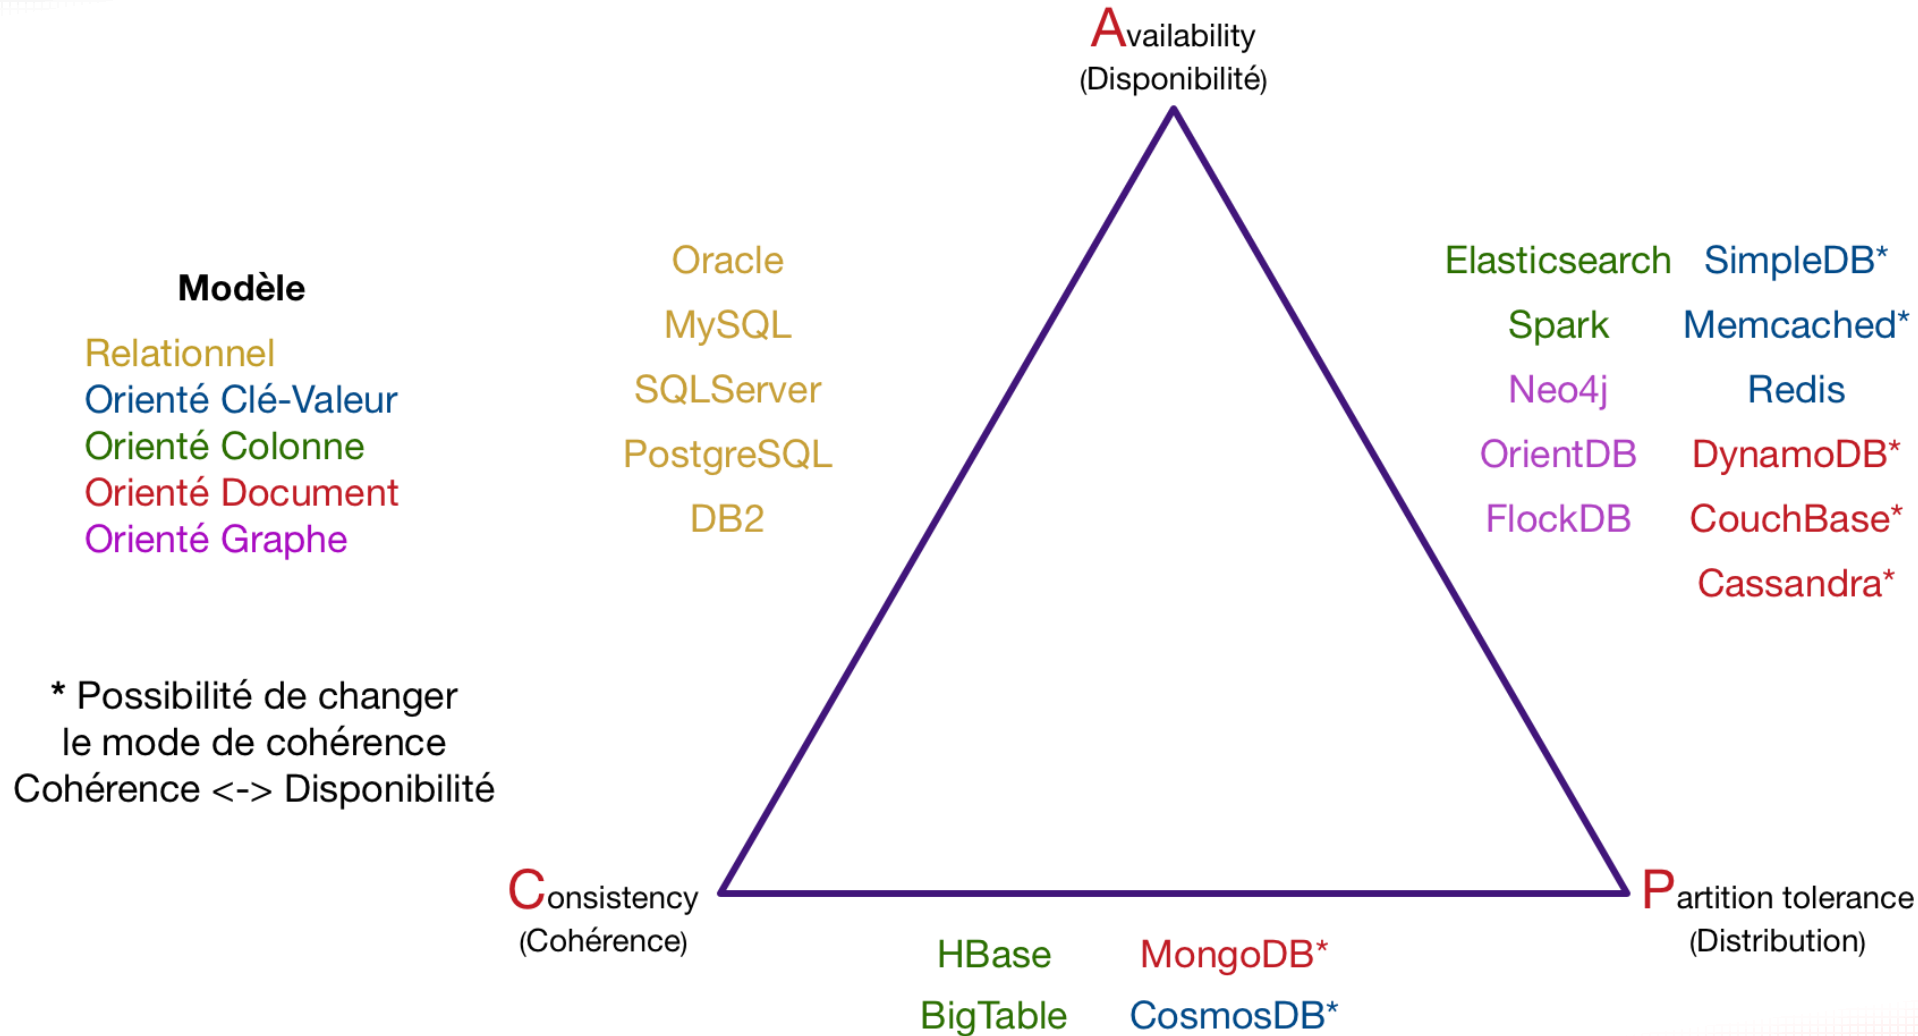 Availability
(Disponibilité)
Modèle
Relationnel
Orienté Clé-Valeur
Orienté Colonne
Orienté Document
Orienté Graphe
* Possibilité de changer
le mode de cohérence
Cohérence <-> Disponibilité
Oracle
MySQL
SQLServer
PostgreSQL
DB2
Elasticsearch SimpleDB*
Spark Memcached*
Neo4j Redis
OrientDB DynamoDB*
FlockDB CouchBase*
Cassandra*
Consistency
(Cohérence)
Partition tolerance
(Distribution)
HBase MongoDB*
BigTable CosmosDB*